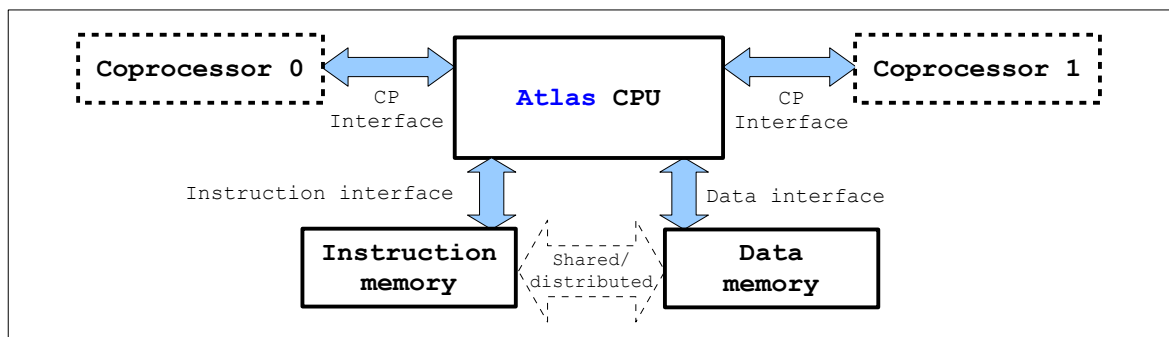 Coprocessor 0
Atlas CPU
Coprocessor 1
CP
Interface
CP
Interface
Instruction interface
Data interface
Instruction
memory
Shared/
distributed
Data
memory